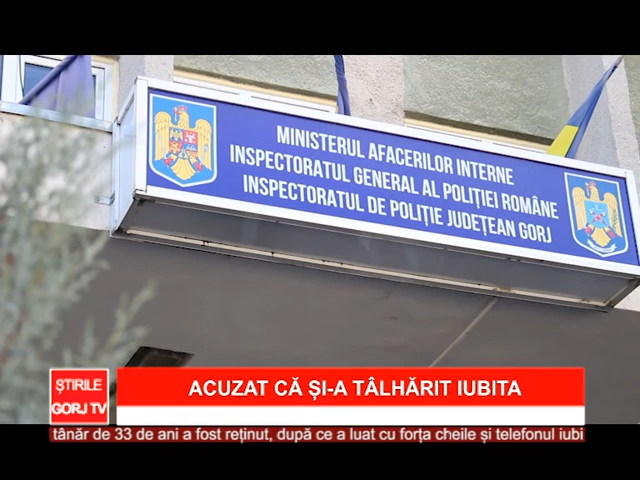 MINISTERUL AFACERILOR INTERNE
INSPECTORATUL GENERAL AL POLIȚIEI ROMÂNE
INSPECTORATUL DE POLIȚIE JUDEȚEAN GORJ
ȘTIRILE
GORJ TV
ACUZAT CĂ ȘI-A TÂLHĂRIT IUBITA
tânăr de 33 de ani a fost reținut, după ce a luat cu forța cheile și telefonul iubi